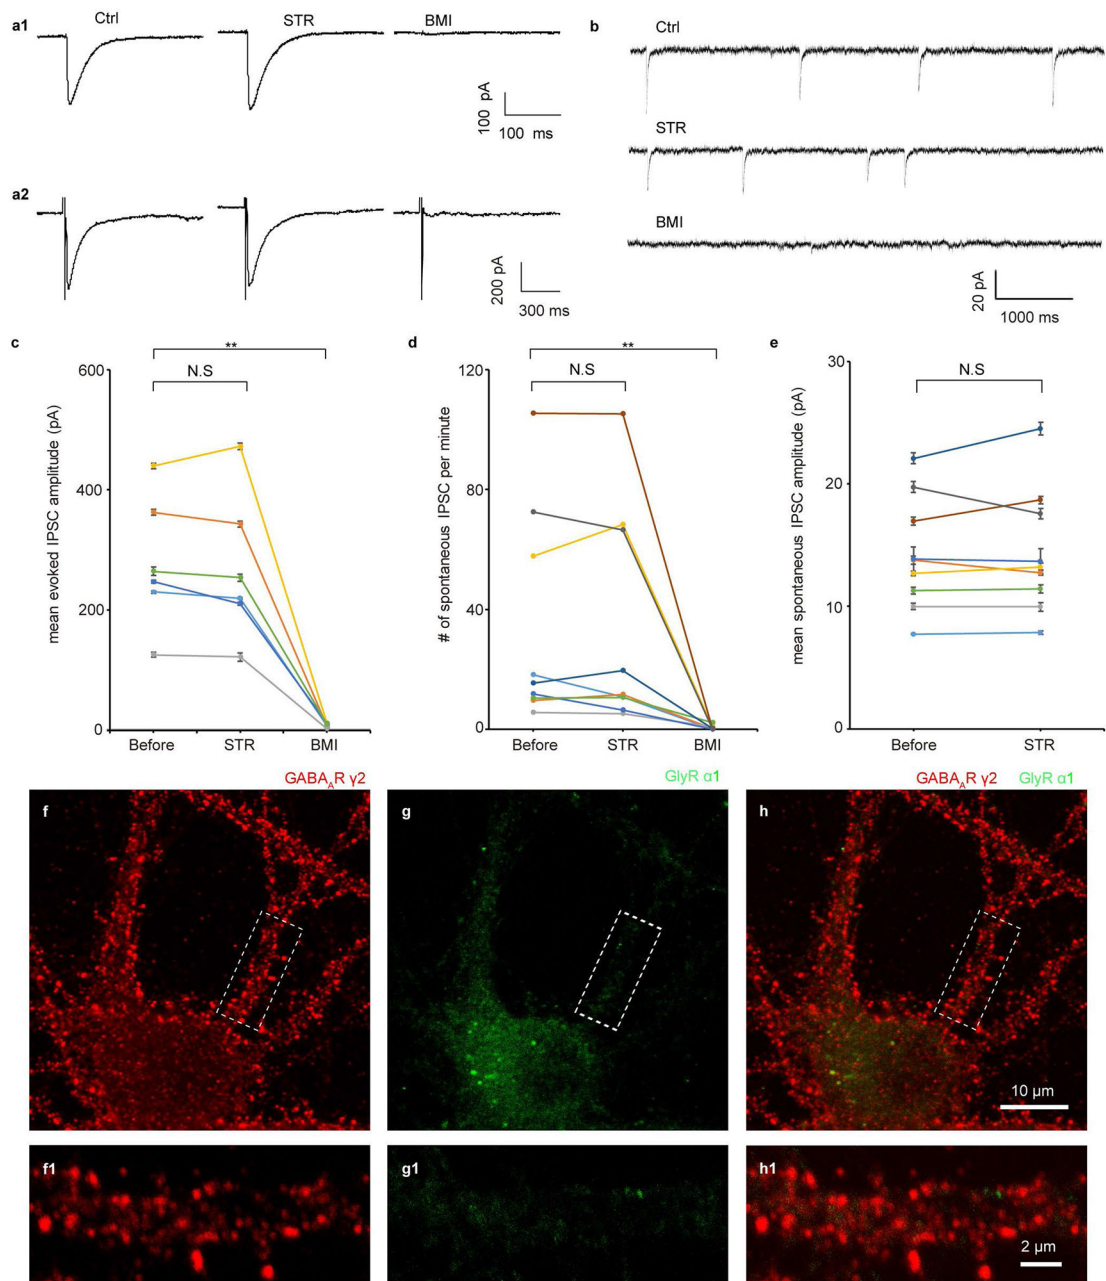 a1 Ctrl STR BMI
100 pA
100 ms
b Ctrl
STR
BMI
20 pA
1000 ms
a2
200 pA
300 ms
c
**
N.S
mean evoked IPSC amplitude (pA)
600
400
200
0
Before STR BMI
d
**
N.S
# of spontaneous IPSC per minute
120
80
40
0
Before STR BMI
e
N.S
mean spontaneous IPSC amplitude (pA)
30
20
10
0
Before STR
GABA_AR γ2
f
GlyR α1
g
GABA_AR γ2 GlyR α1
h
10 μm
f1
g1
h1
2 μm